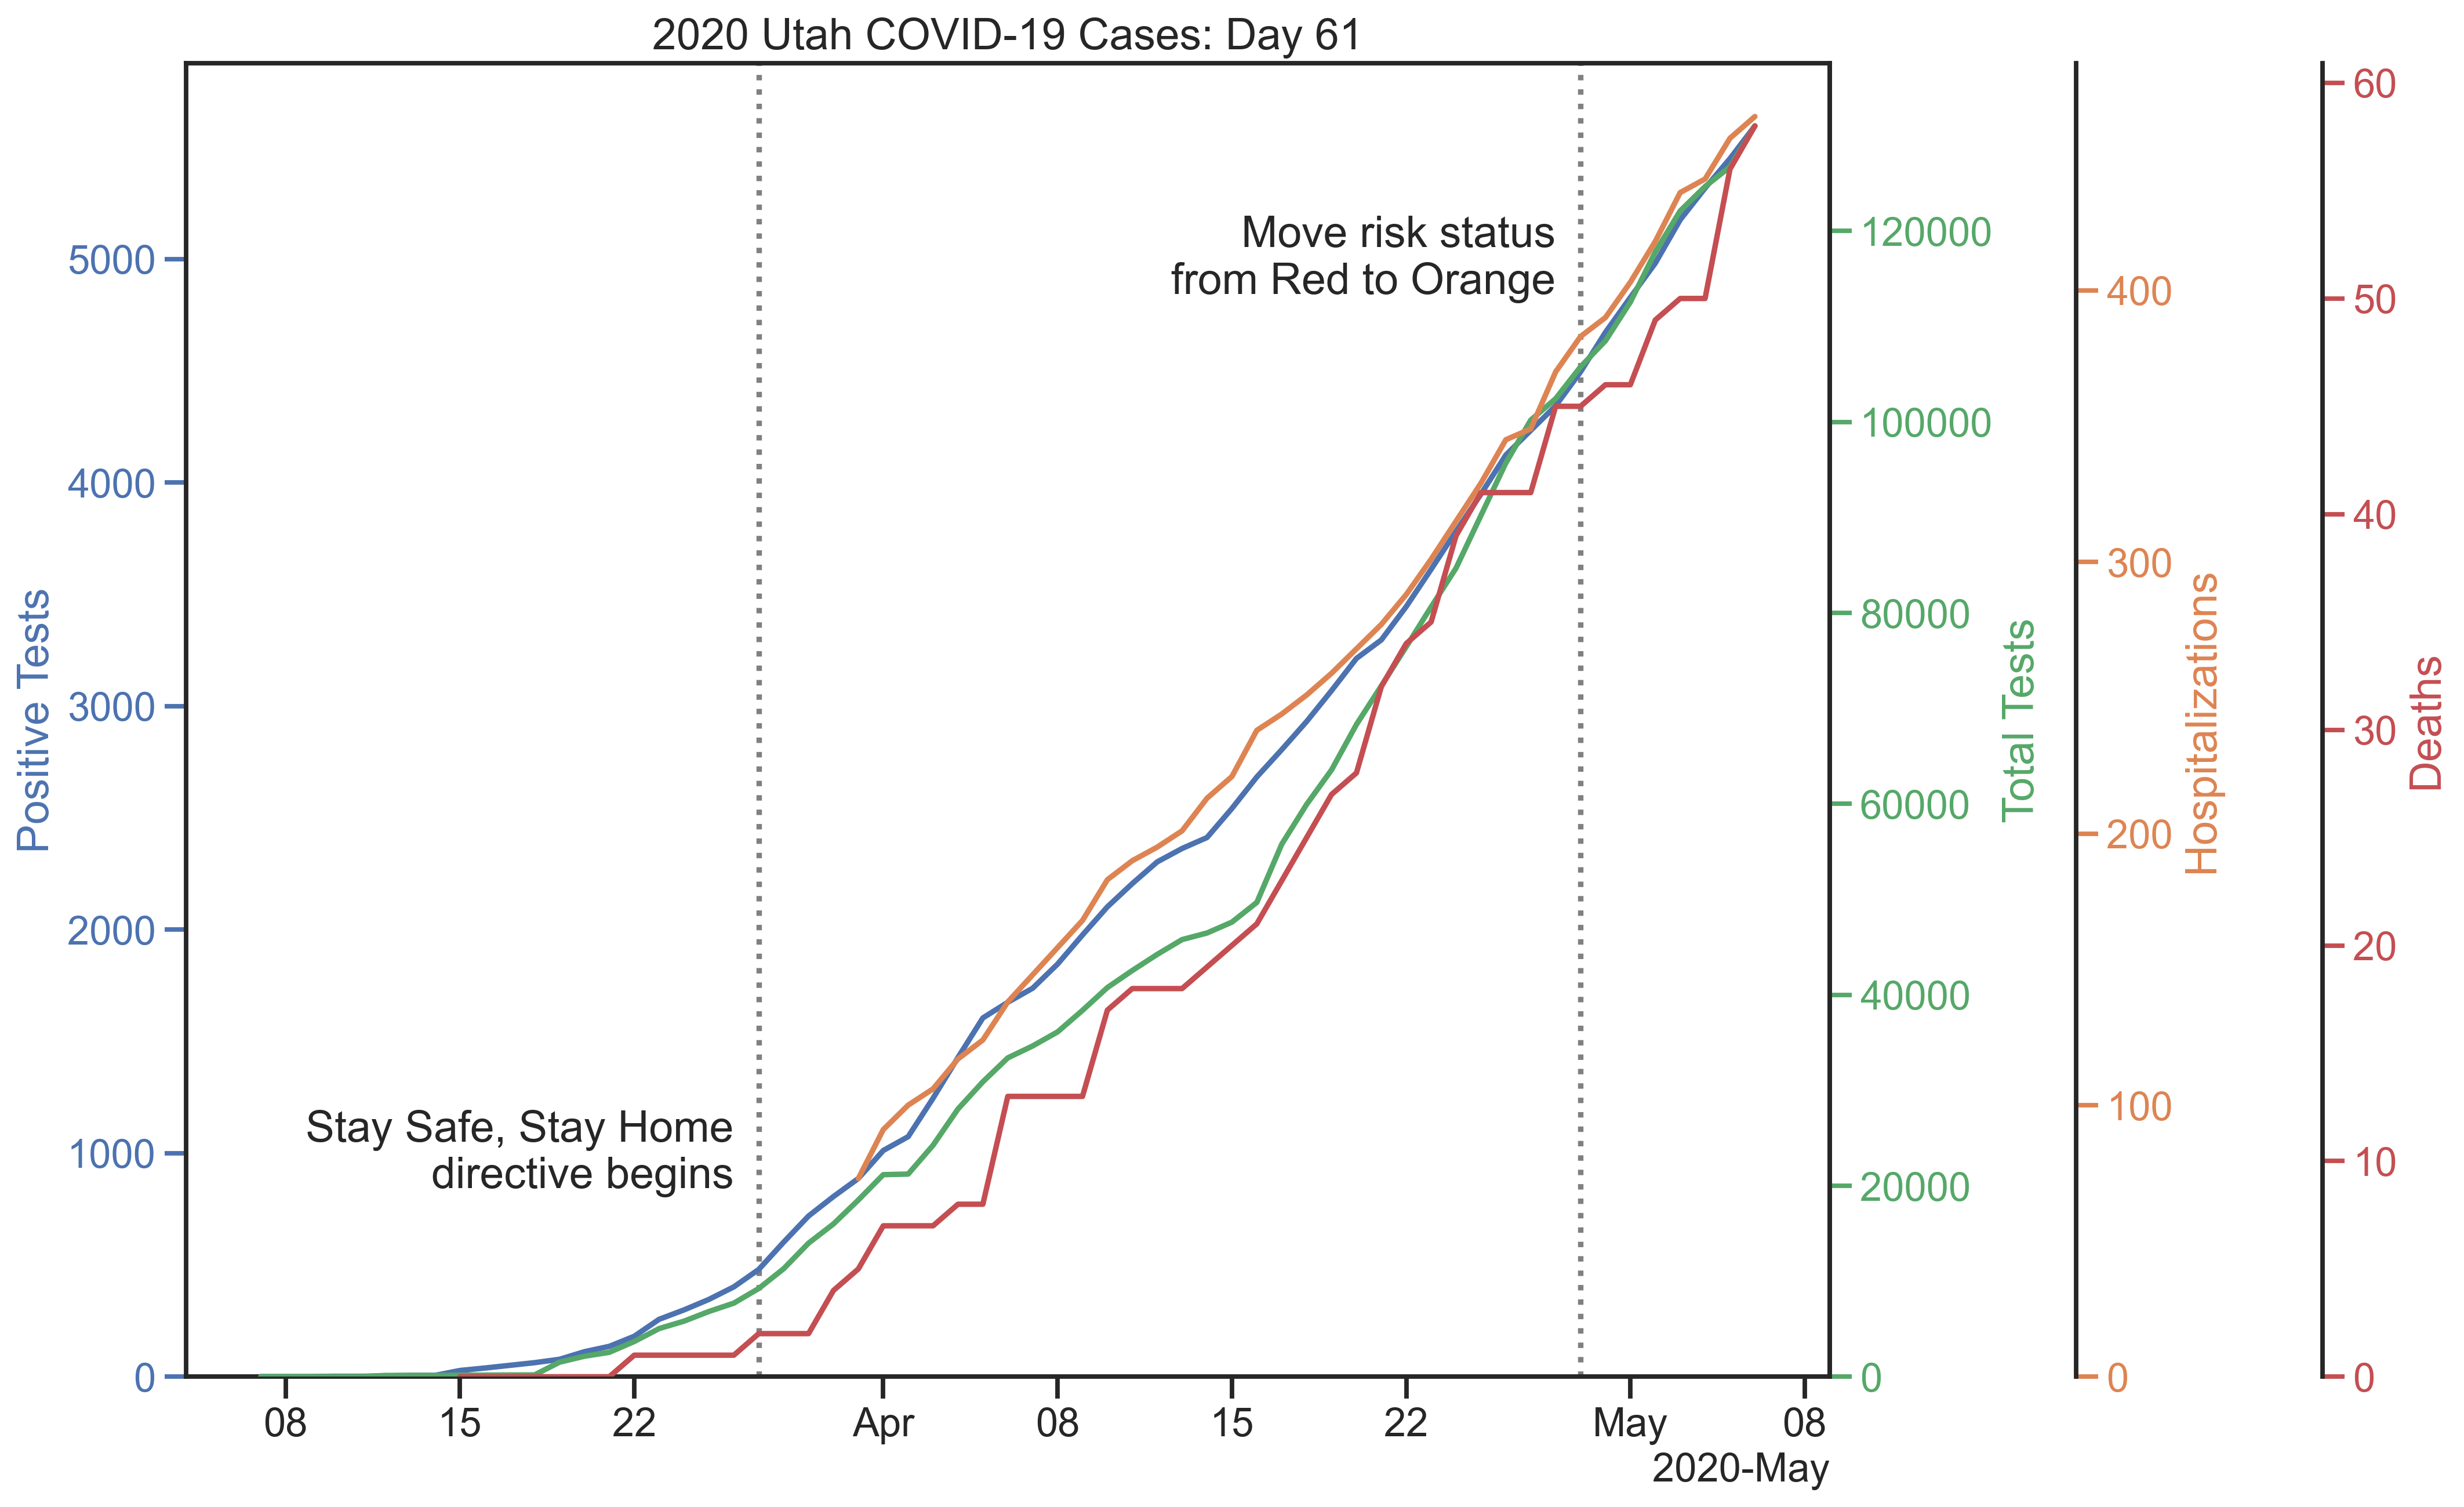 2020 Utah COVID-19 Cases: Day 61
Move risk status
from Red to Orange
Stay Safe, Stay Home
directive begins
Positive Tests
5000
4000
3000
2000
1000
0
120000
100000
80000
60000
40000
20000
0
Total Tests
400
300
200
100
0
Hospitalizations
60
50
40
30
20
10
0
Deaths
08 15 22 Apr 08 15 22 May 08
2020-May